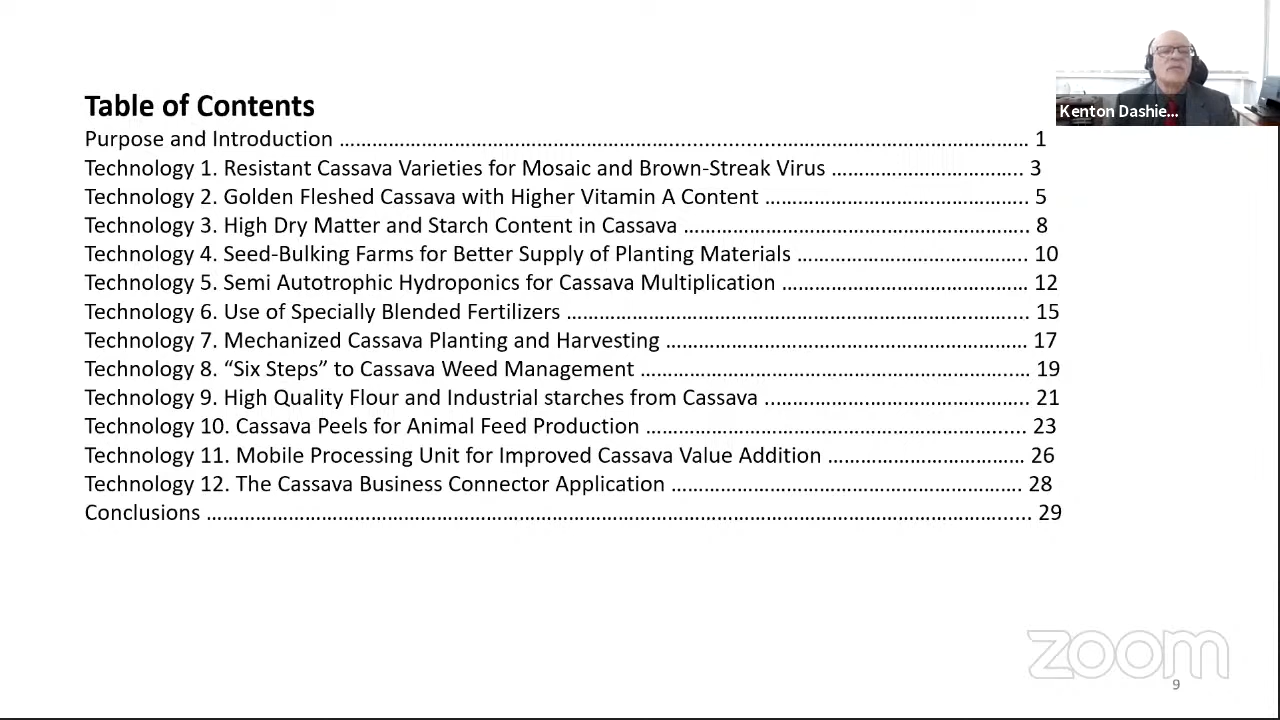 Table of Contents
Purpose and Introduction ........................................................................................................ 1
Technology 1. Resistant Cassava Varieties for Mosaic and Brown-Streak Virus ............................... 3
Technology 2. Golden Fleshed Cassava with Higher Vitamin A Content .......................................... 5
Technology 3. High Dry Matter and Starch Content in Cassava ..................................................... 8
Technology 4. Seed-Bulking Farms for Better Supply of Planting Materials .................................... 10
Technology 5. Semi Autotrophic Hydroponics for Cassava Multiplication ...................................... 12
Technology 6. Use of Specially Blended Fertilizers ...................................................................... 15
Technology 7. Mechanized Cassava Planting and Harvesting ........................................................ 17
Technology 8. “Six Steps” to Cassava Weed Management ............................................................ 19
Technology 9. High Quality Flour and Industrial starches from Cassava ........................................ 21
Technology 10. Cassava Peels for Animal Feed Production ........................................................... 23
Technology 11. Mobile Processing Unit for Improved Cassava Value Addition .............................. 26
Technology 12. The Cassava Business Connector Application ...................................................... 28
Conclusions ............................................................................................................................ 29
Kenton Dashie...
zoom
9